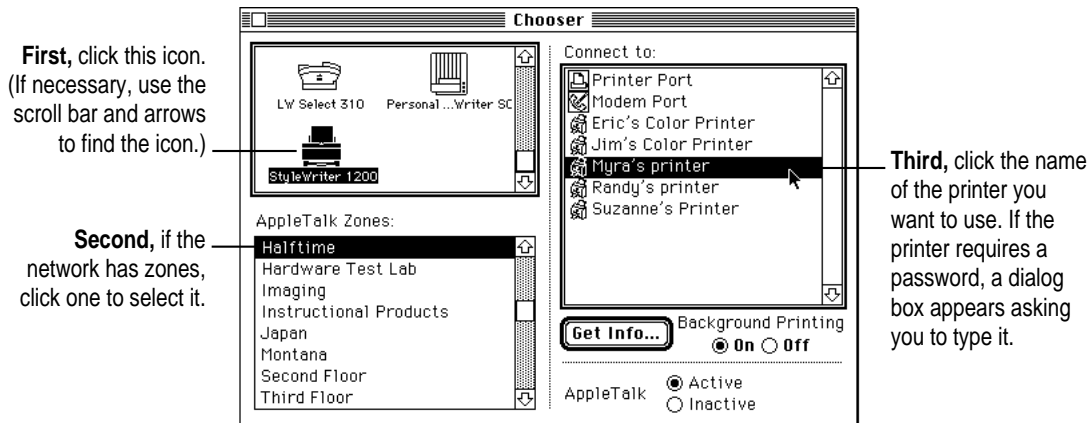 First, click this icon.
(If necessary, use the
scroll bar and arrows
to find the icon.)
Second, if the
network has zones,
click one to select it.
Chooser
LW Select 310
Personal ...Writer SC
StyleWriter 1200
AppleTalk Zones:
Halftime
Hardware Test Lab
Imaging
Instructional Products
Japan
Montana
Second Floor
Third Floor
Connect to:
Printer Port
Modem Port
Eric's Color Printer
Jim's Color Printer
Myra's printer
Randy's printer
Suzanne's Printer
Get Info...
Background Printing
On Off
AppleTalk
Active
Inactive
Third, click the name
of the printer you
want to use. If the
printer requires a
password, a dialog
box appears asking
you to type it.